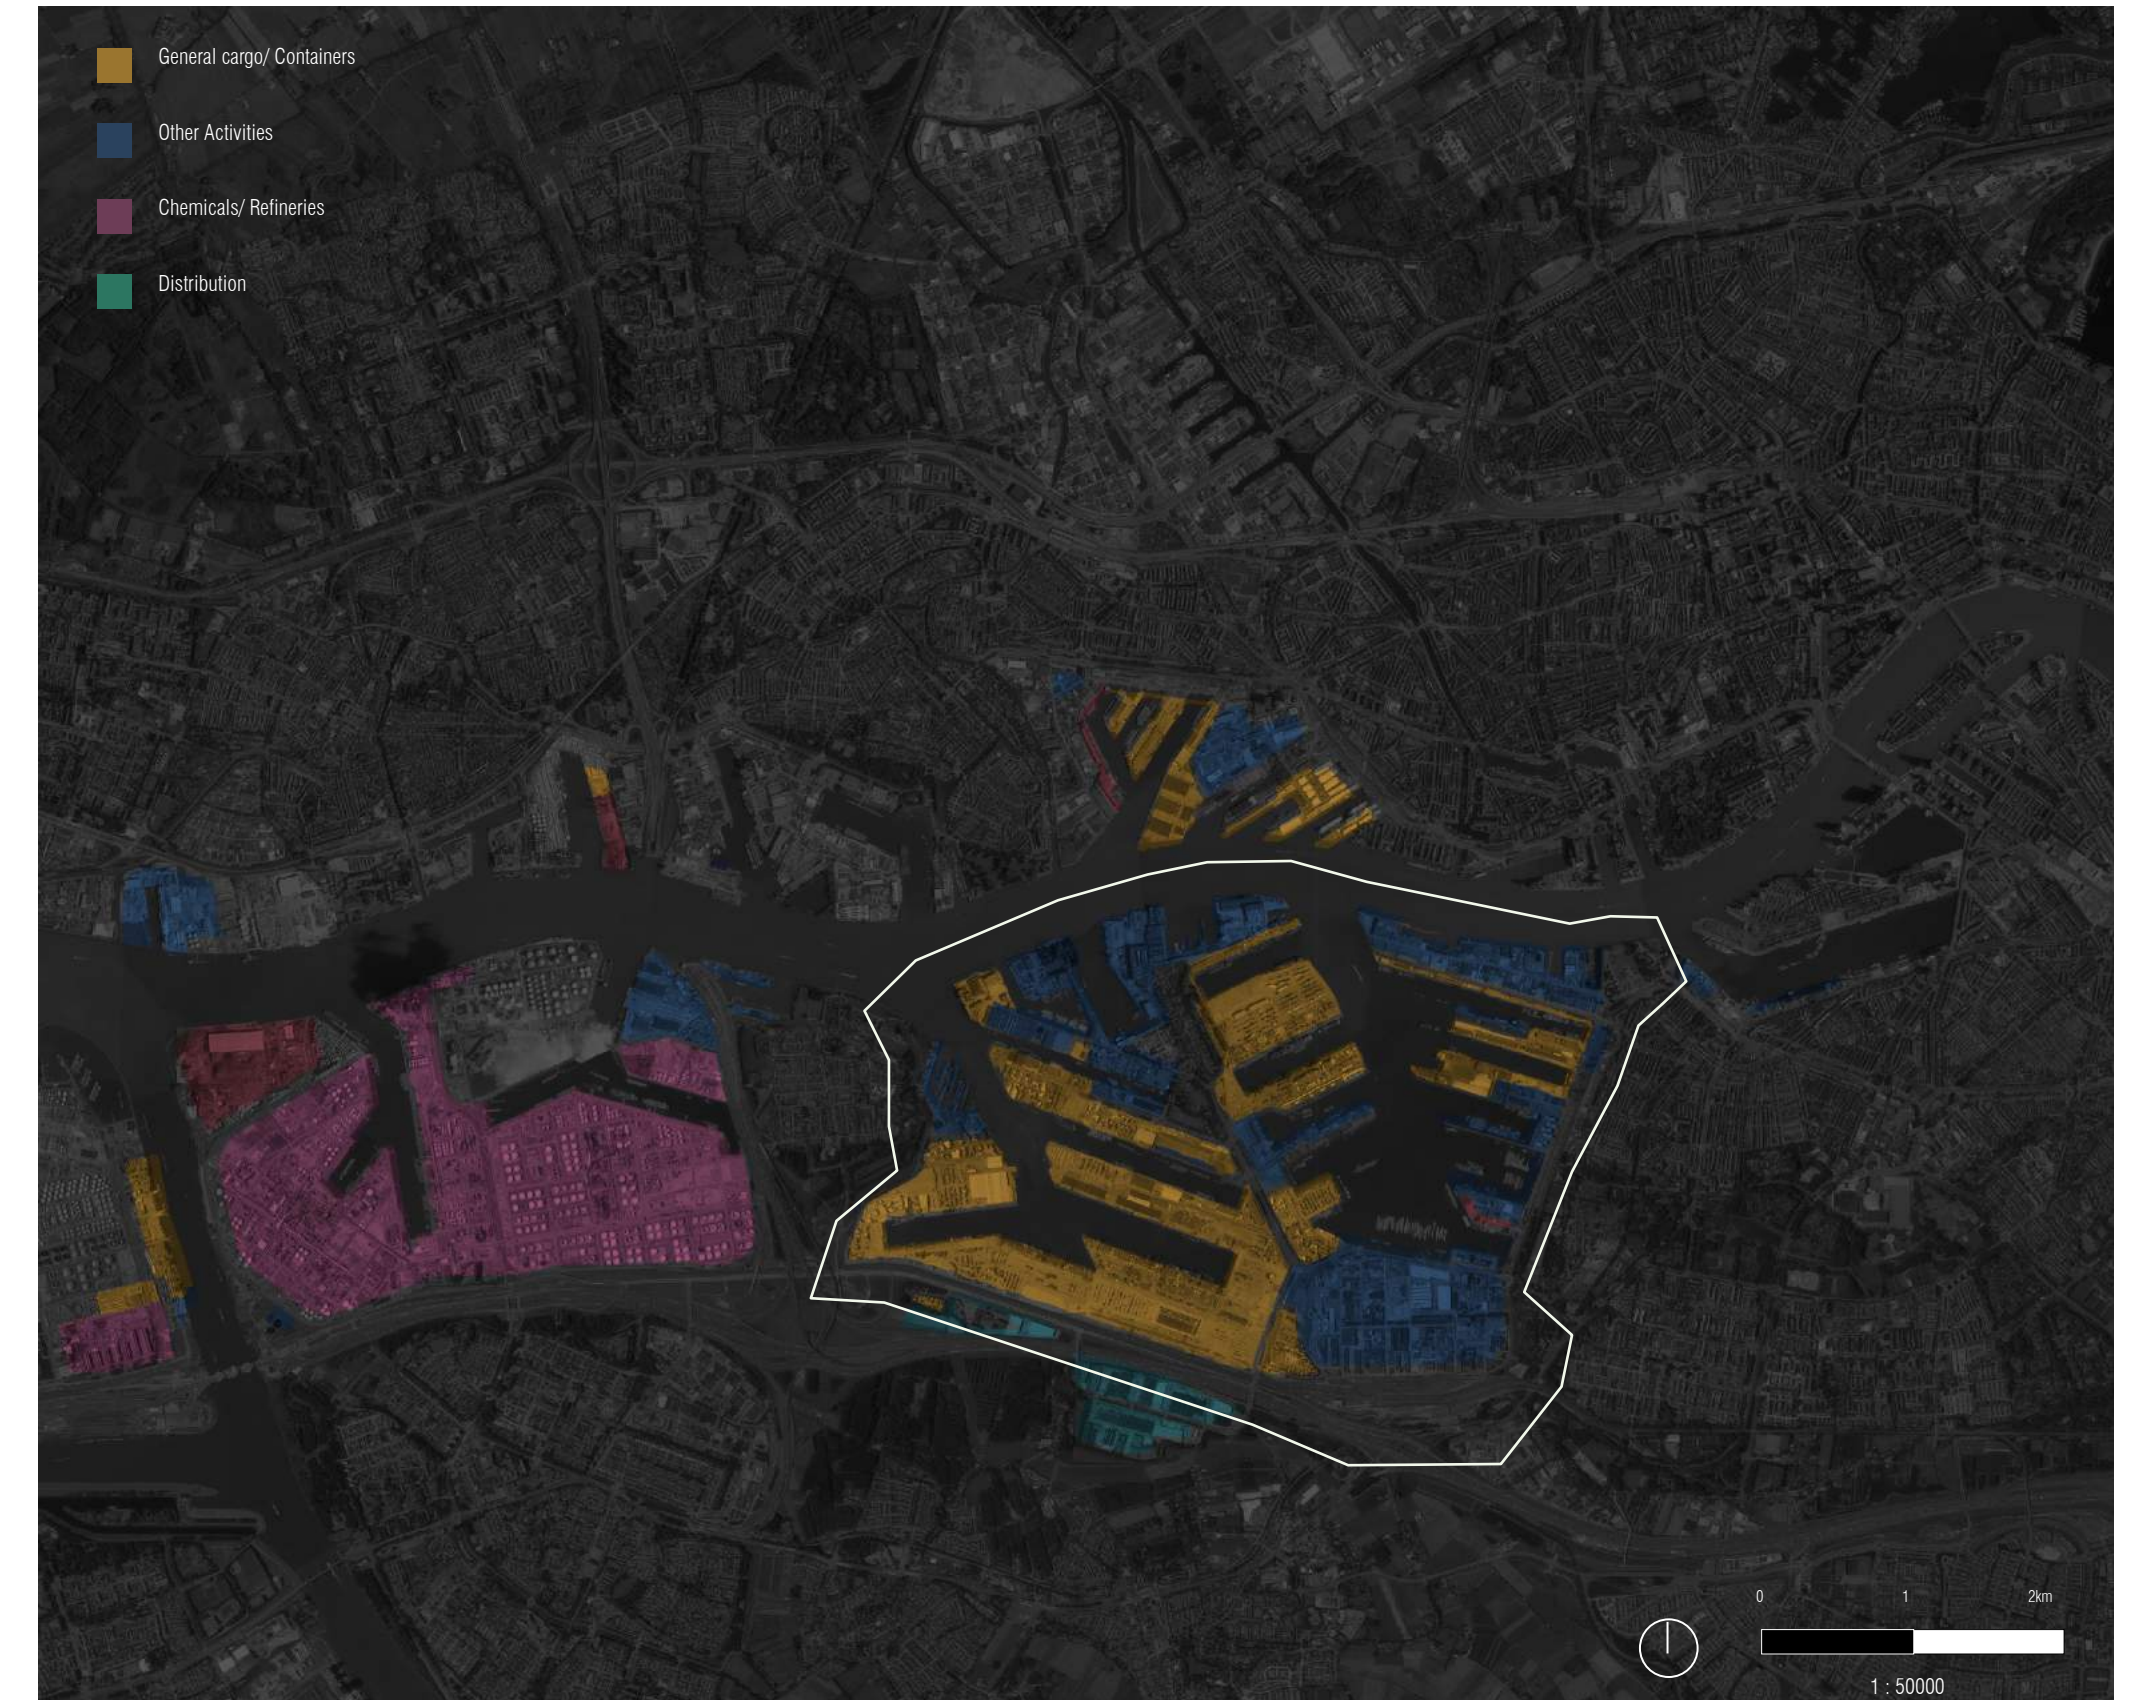 General cargo/ Containers
Other Activities
Chemicals/ Refineries
Distribution
0 1 2km
1 : 50000